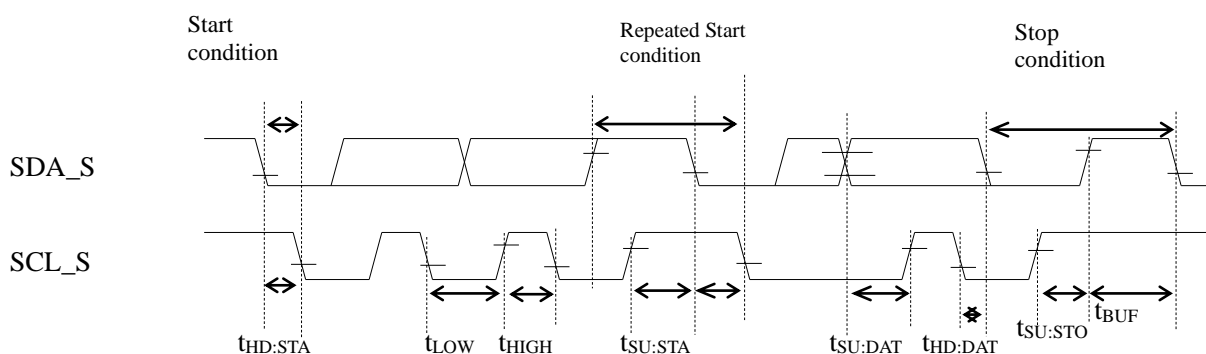 Start
condition
Repeated Start
condition
Stop
condition
SDA_S
SCL_S
tHD:STA
tLOW
tHIGH
tSU:STA
tSU:DAT
tHD:DAT
tSU:STO
tBUF